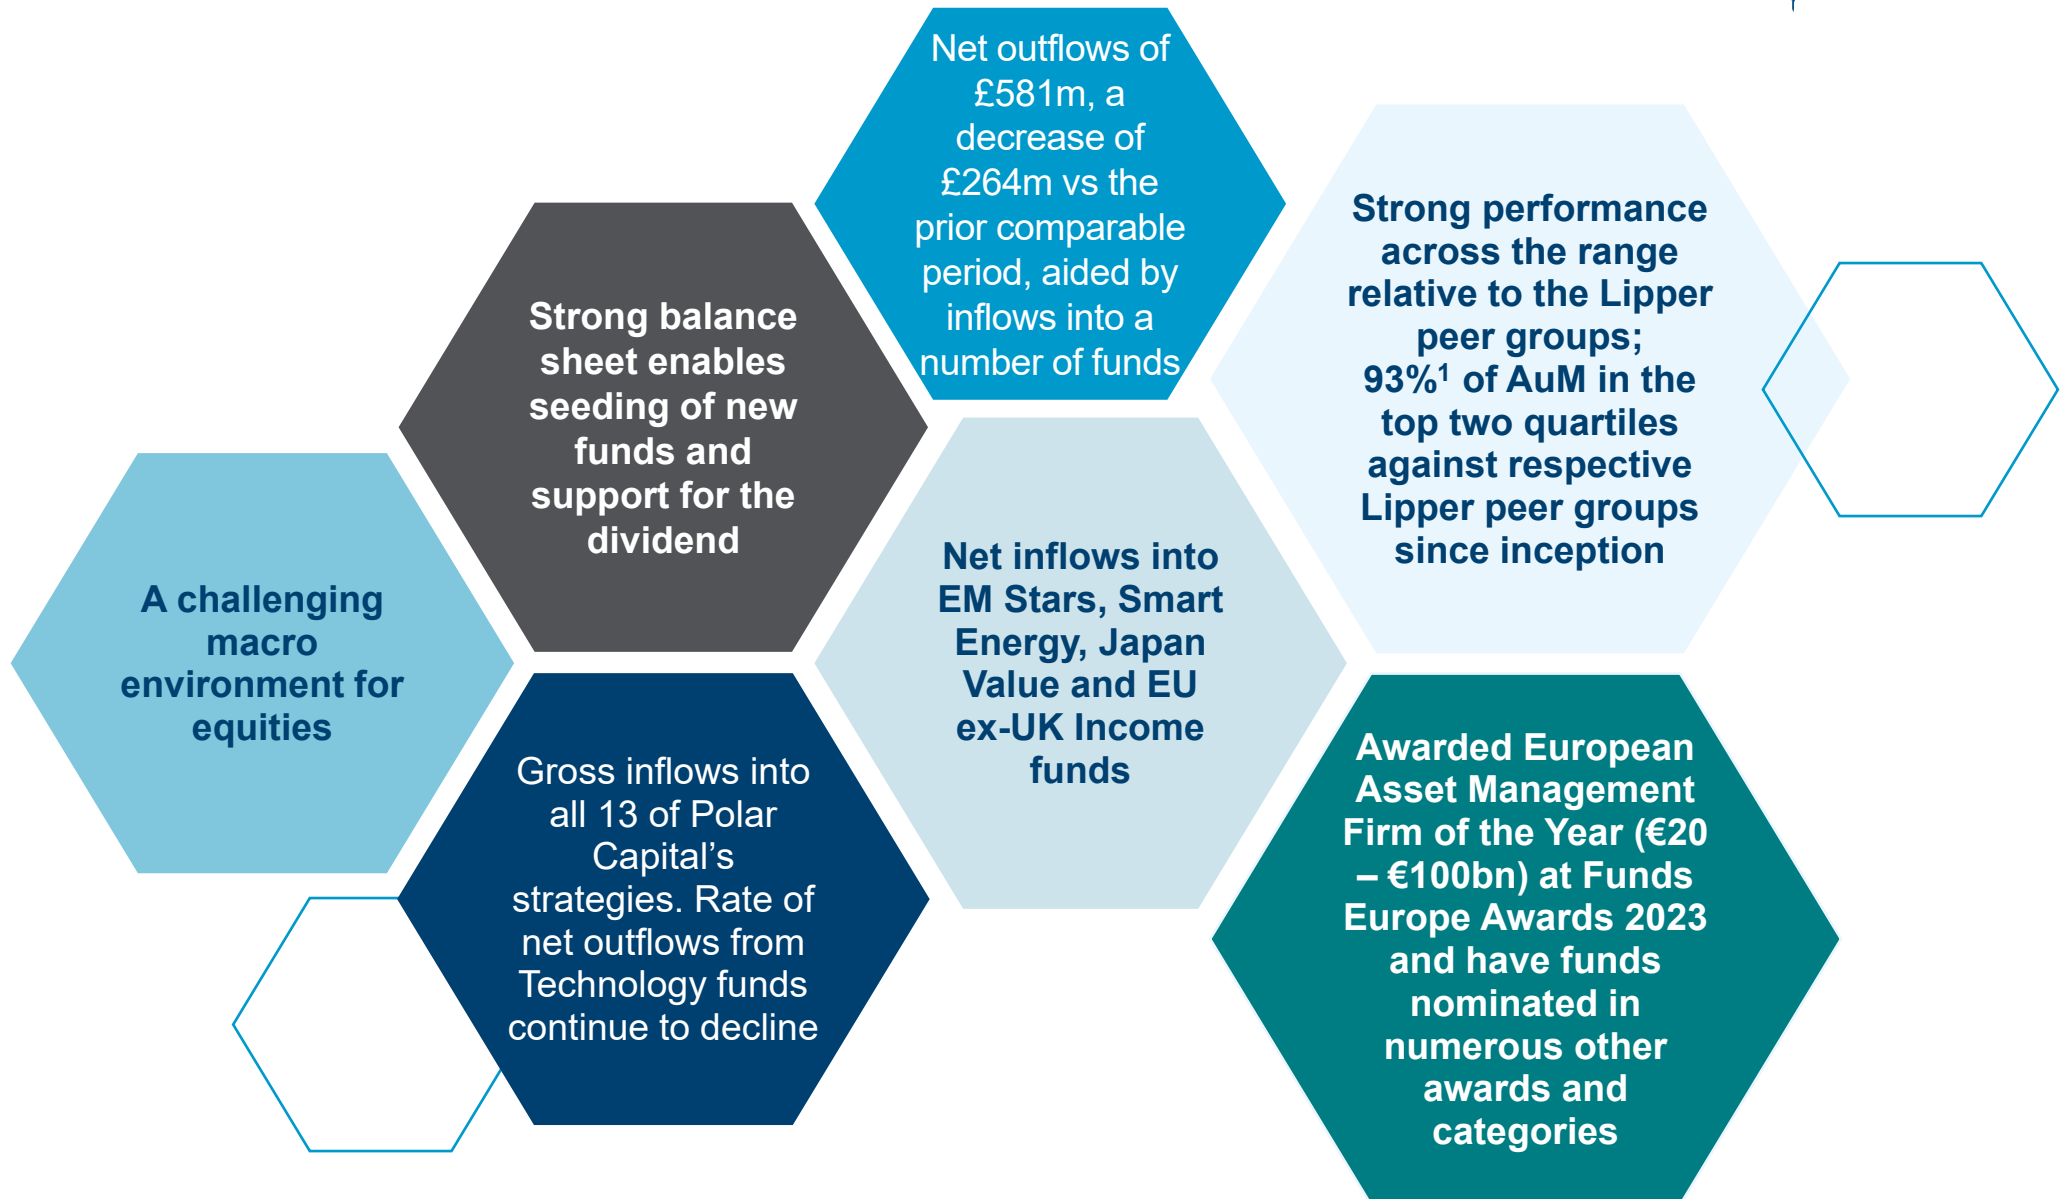 Net outflows of
£581m, a
decrease of
£264m vs the
prior comparable
period, aided by
inflows into a
number of funds
Strong performance
across the range
relative to the Lipper
peer groups;
93%¹ of AuM in the
top two quartiles
against respective
Lipper peer groups
since inception
Strong balance
sheet enables
seeding of new
funds and
support for the
dividend
Net inflows into
EM Stars, Smart
Energy, Japan
Value and EU
ex-UK Income
funds
A challenging
macro
environment for
equities
Gross inflows into
all 13 of Polar
Capital’s
strategies. Rate of
net outflows from
Technology funds
continue to decline
Awarded European
Asset Management
Firm of the Year (€20
– €100bn) at Funds
Europe Awards 2023
and have funds
nominated in
numerous other
awards and
categories